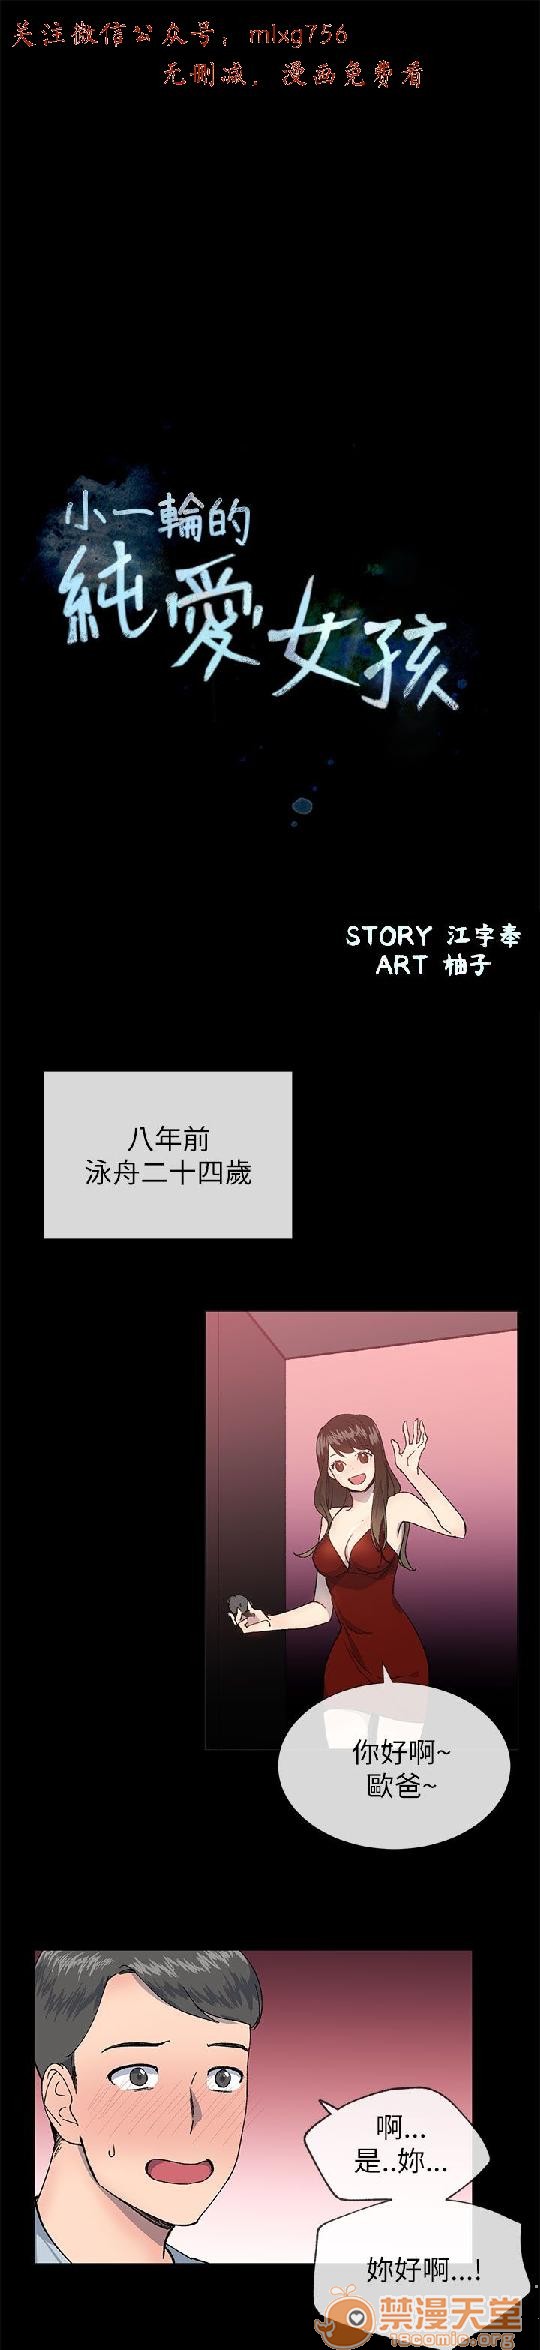 关注微信公众号：mlxg756
无删减，漫画免费看
小一輪的
純愛女孩
STORY 江字奉
ART 柚子
八年前
泳舟二十四歲
你好啊~
歐爸~
啊...
是..妳...
妳好啊...!
禁漫天堂
18comic.org